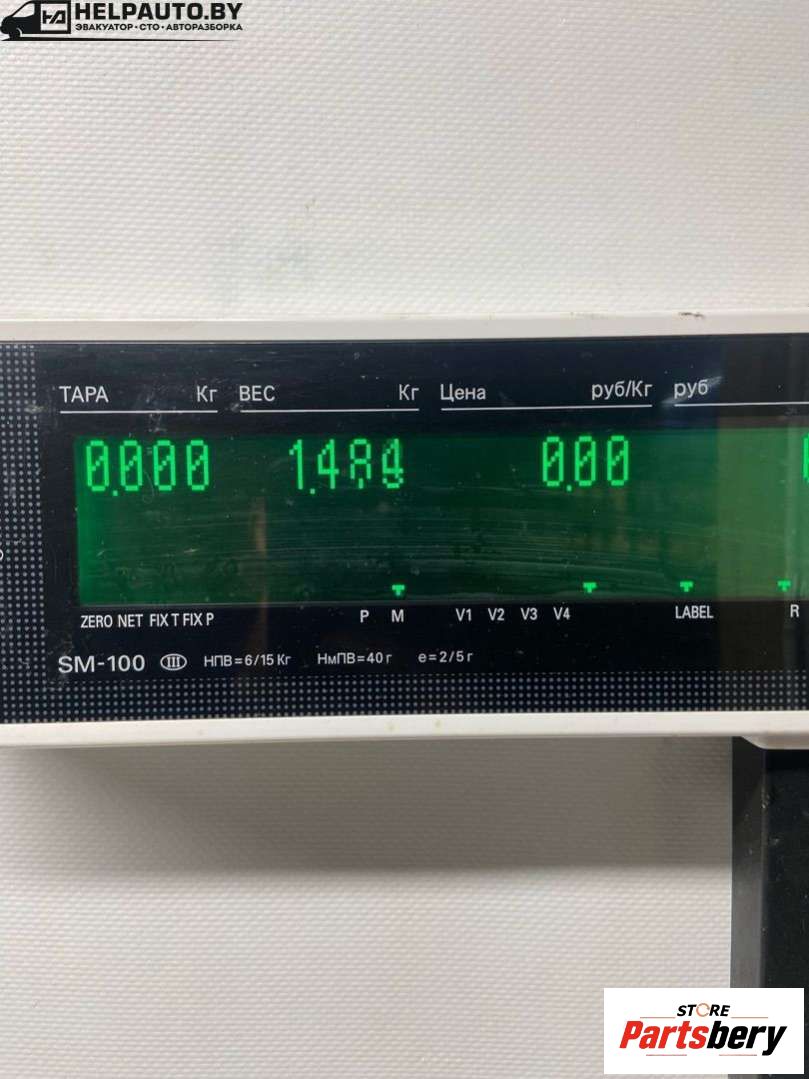 HELPAUTO.BY
ЭВАКУАТОР•СТО•АВТОРАЗБОРКА
ТАРА Кг ВЕС Кг Цена руб/Кг руб
0.000 0.00
ZERO NET FIX T FIX P P M V1 V2 V3 V4 LABEL R
SM-100 III НПВ=6/15 Кг НмПВ=40 г e=2/5 г
STORE
Partsbery